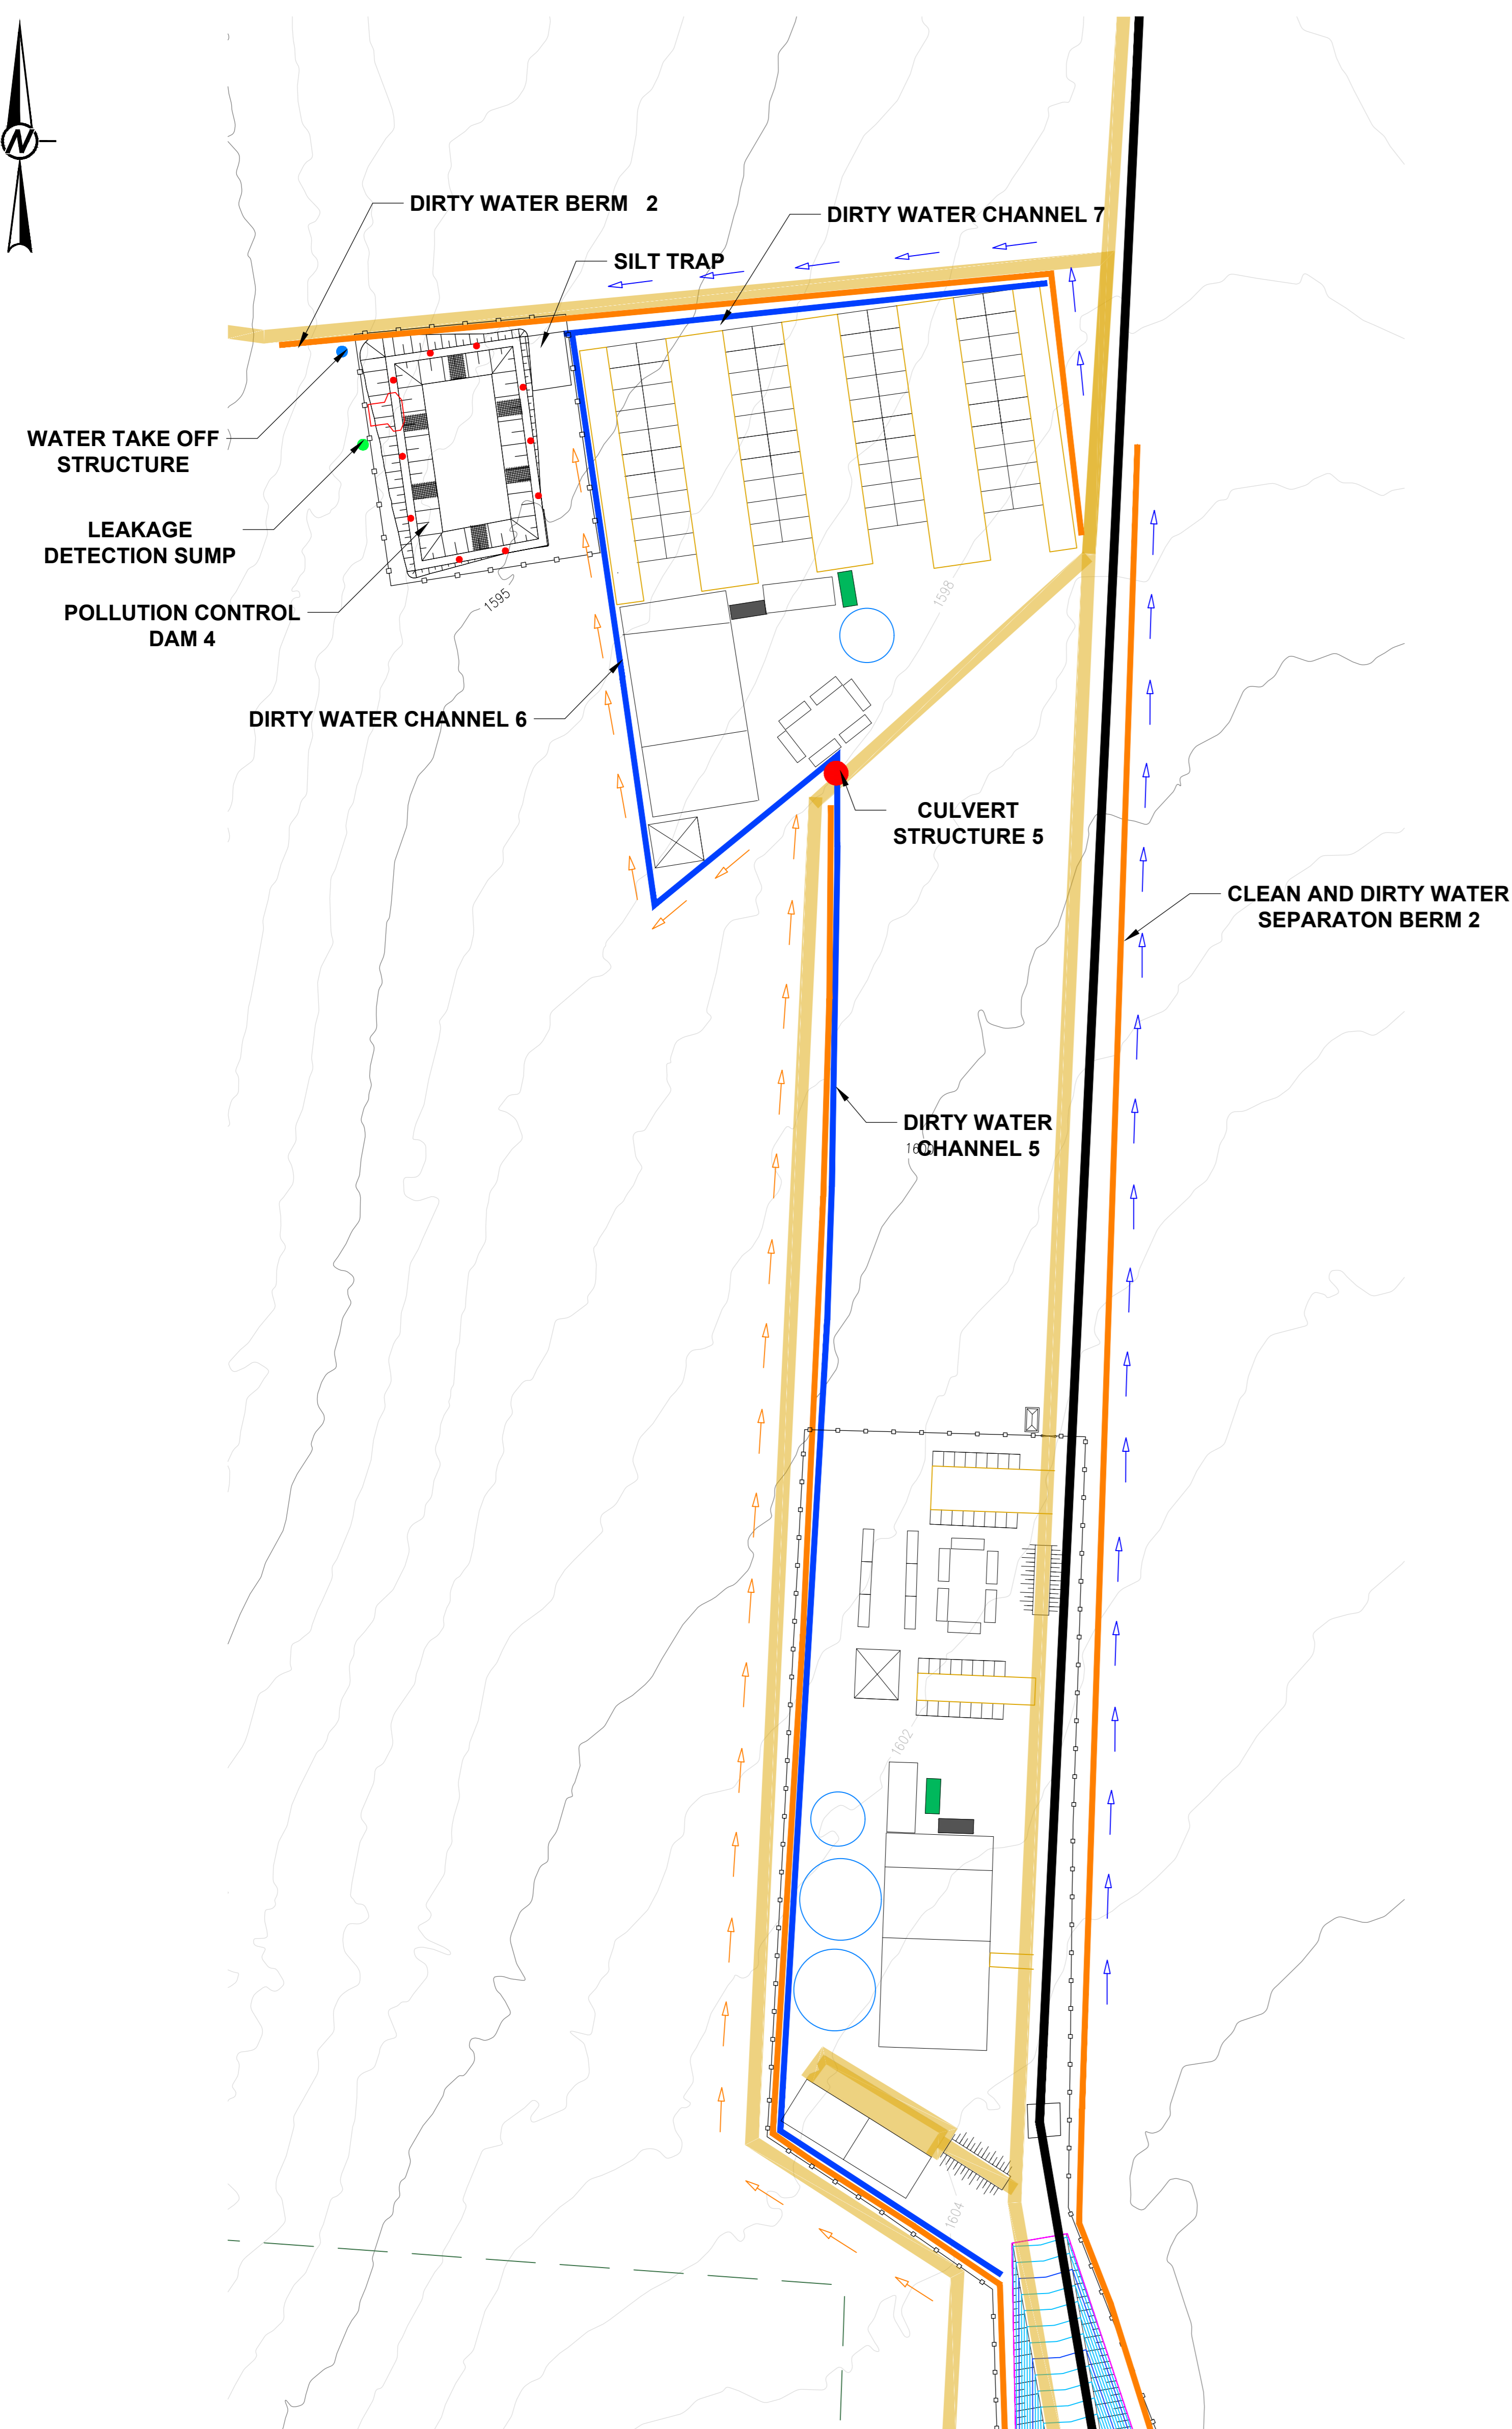 N
DIRTY WATER BERM 2
DIRTY WATER CHANNEL 7
SILT TRAP
WATER TAKE OFF
STRUCTURE
LEAKAGE
DETECTION SUMP
1595
1598
POLLUTION CONTROL
DAM 4
DIRTY WATER CHANNEL 6
CULVERT
STRUCTURE 5
CLEAN AND DIRTY WATER
SEPARATON BERM 2
DIRTY WATER
CHANNEL 5
1600
1602
1604